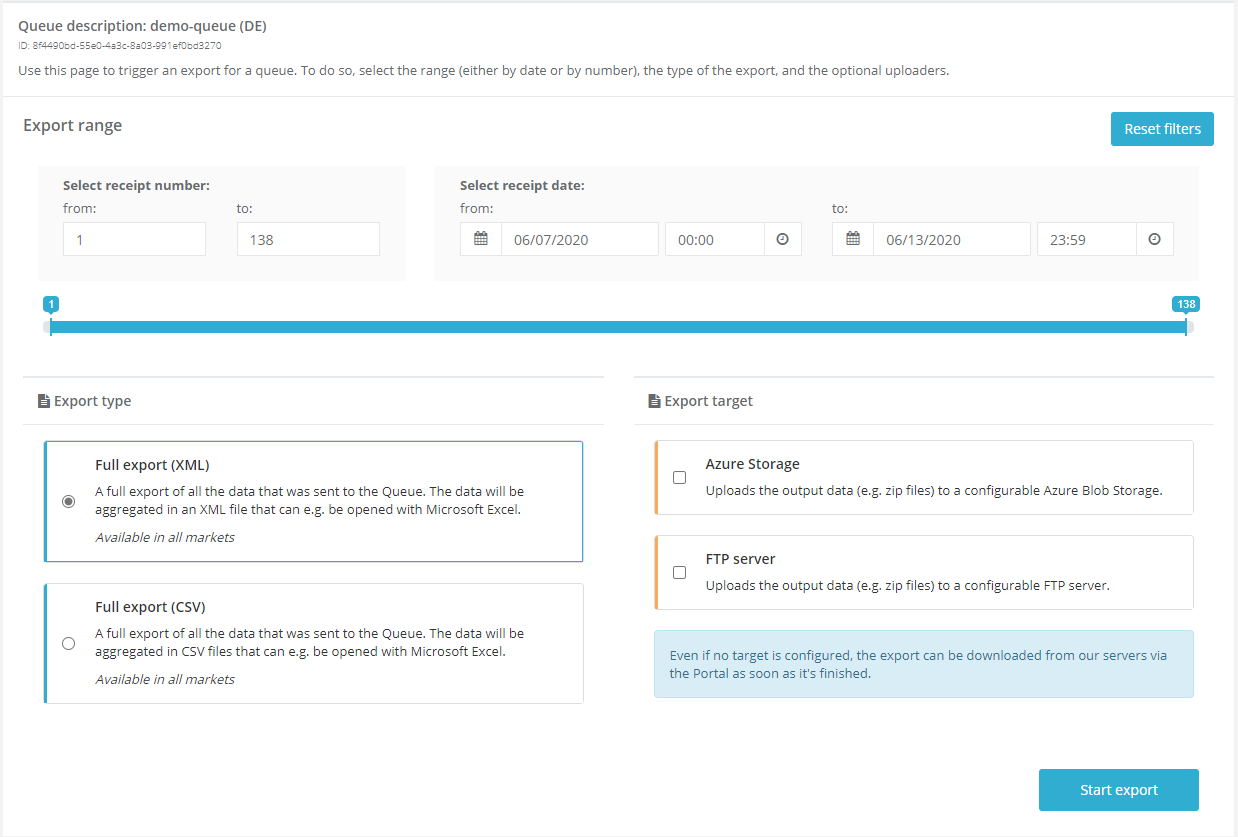 Queue description: demo-queue (DE)
ID: 8f4490bd-55e0-4a3c-8a03-991ef0bd3270
Use this page to trigger an export for a queue. To do so, select the range (either by date or by number), the type of the export, and the optional uploaders.
Export range
Reset filters
Select receipt number:
from:
to:
1
138
Select receipt date:
from:
to:
06/07/2020
00:00
06/13/2020
23:59
1
138
Export type
Full export (XML)
A full export of all the data that was sent to the Queue. The data will be
aggregated in an XML file that can e.g. be opened with Microsoft Excel.
Available in all markets
Full export (CSV)
A full export of all the data that was sent to the Queue. The data will be
aggregated in CSV files that can e.g. be opened with Microsoft Excel.
Available in all markets
Export target
Azure Storage
Uploads the output data (e.g. zip files) to a configurable Azure Blob Storage.
FTP server
Uploads the output data (e.g. zip files) to a configurable FTP server.
Even if no target is configured, the export can be downloaded from our servers via
the Portal as soon as it's finished.
Start export